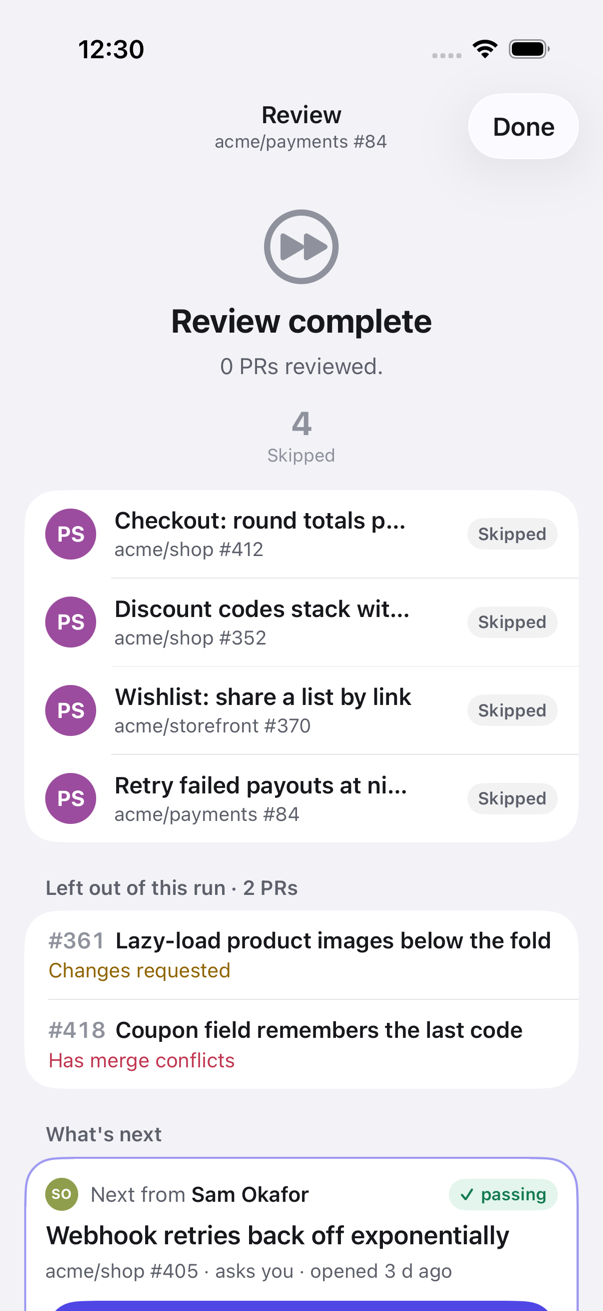 12:30
Review
acme/payments #84
Done
Review complete
0 PRs reviewed.
4
Skipped
PS
Checkout: round totals p...
acme/shop #412
Skipped
PS
Discount codes stack wit...
acme/shop #352
Skipped
PS
Wishlist: share a list by link
acme/storefront #370
Skipped
PS
Retry failed payouts at ni...
acme/payments #84
Skipped
Left out of this run · 2 PRs
#361 Lazy-load product images below the fold
Changes requested
#418 Coupon field remembers the last code
Has merge conflicts
What's next
SO
Next from Sam Okafor
✓ passing
Webhook retries back off exponentially
acme/shop #405 · asks you · opened 3 d ago